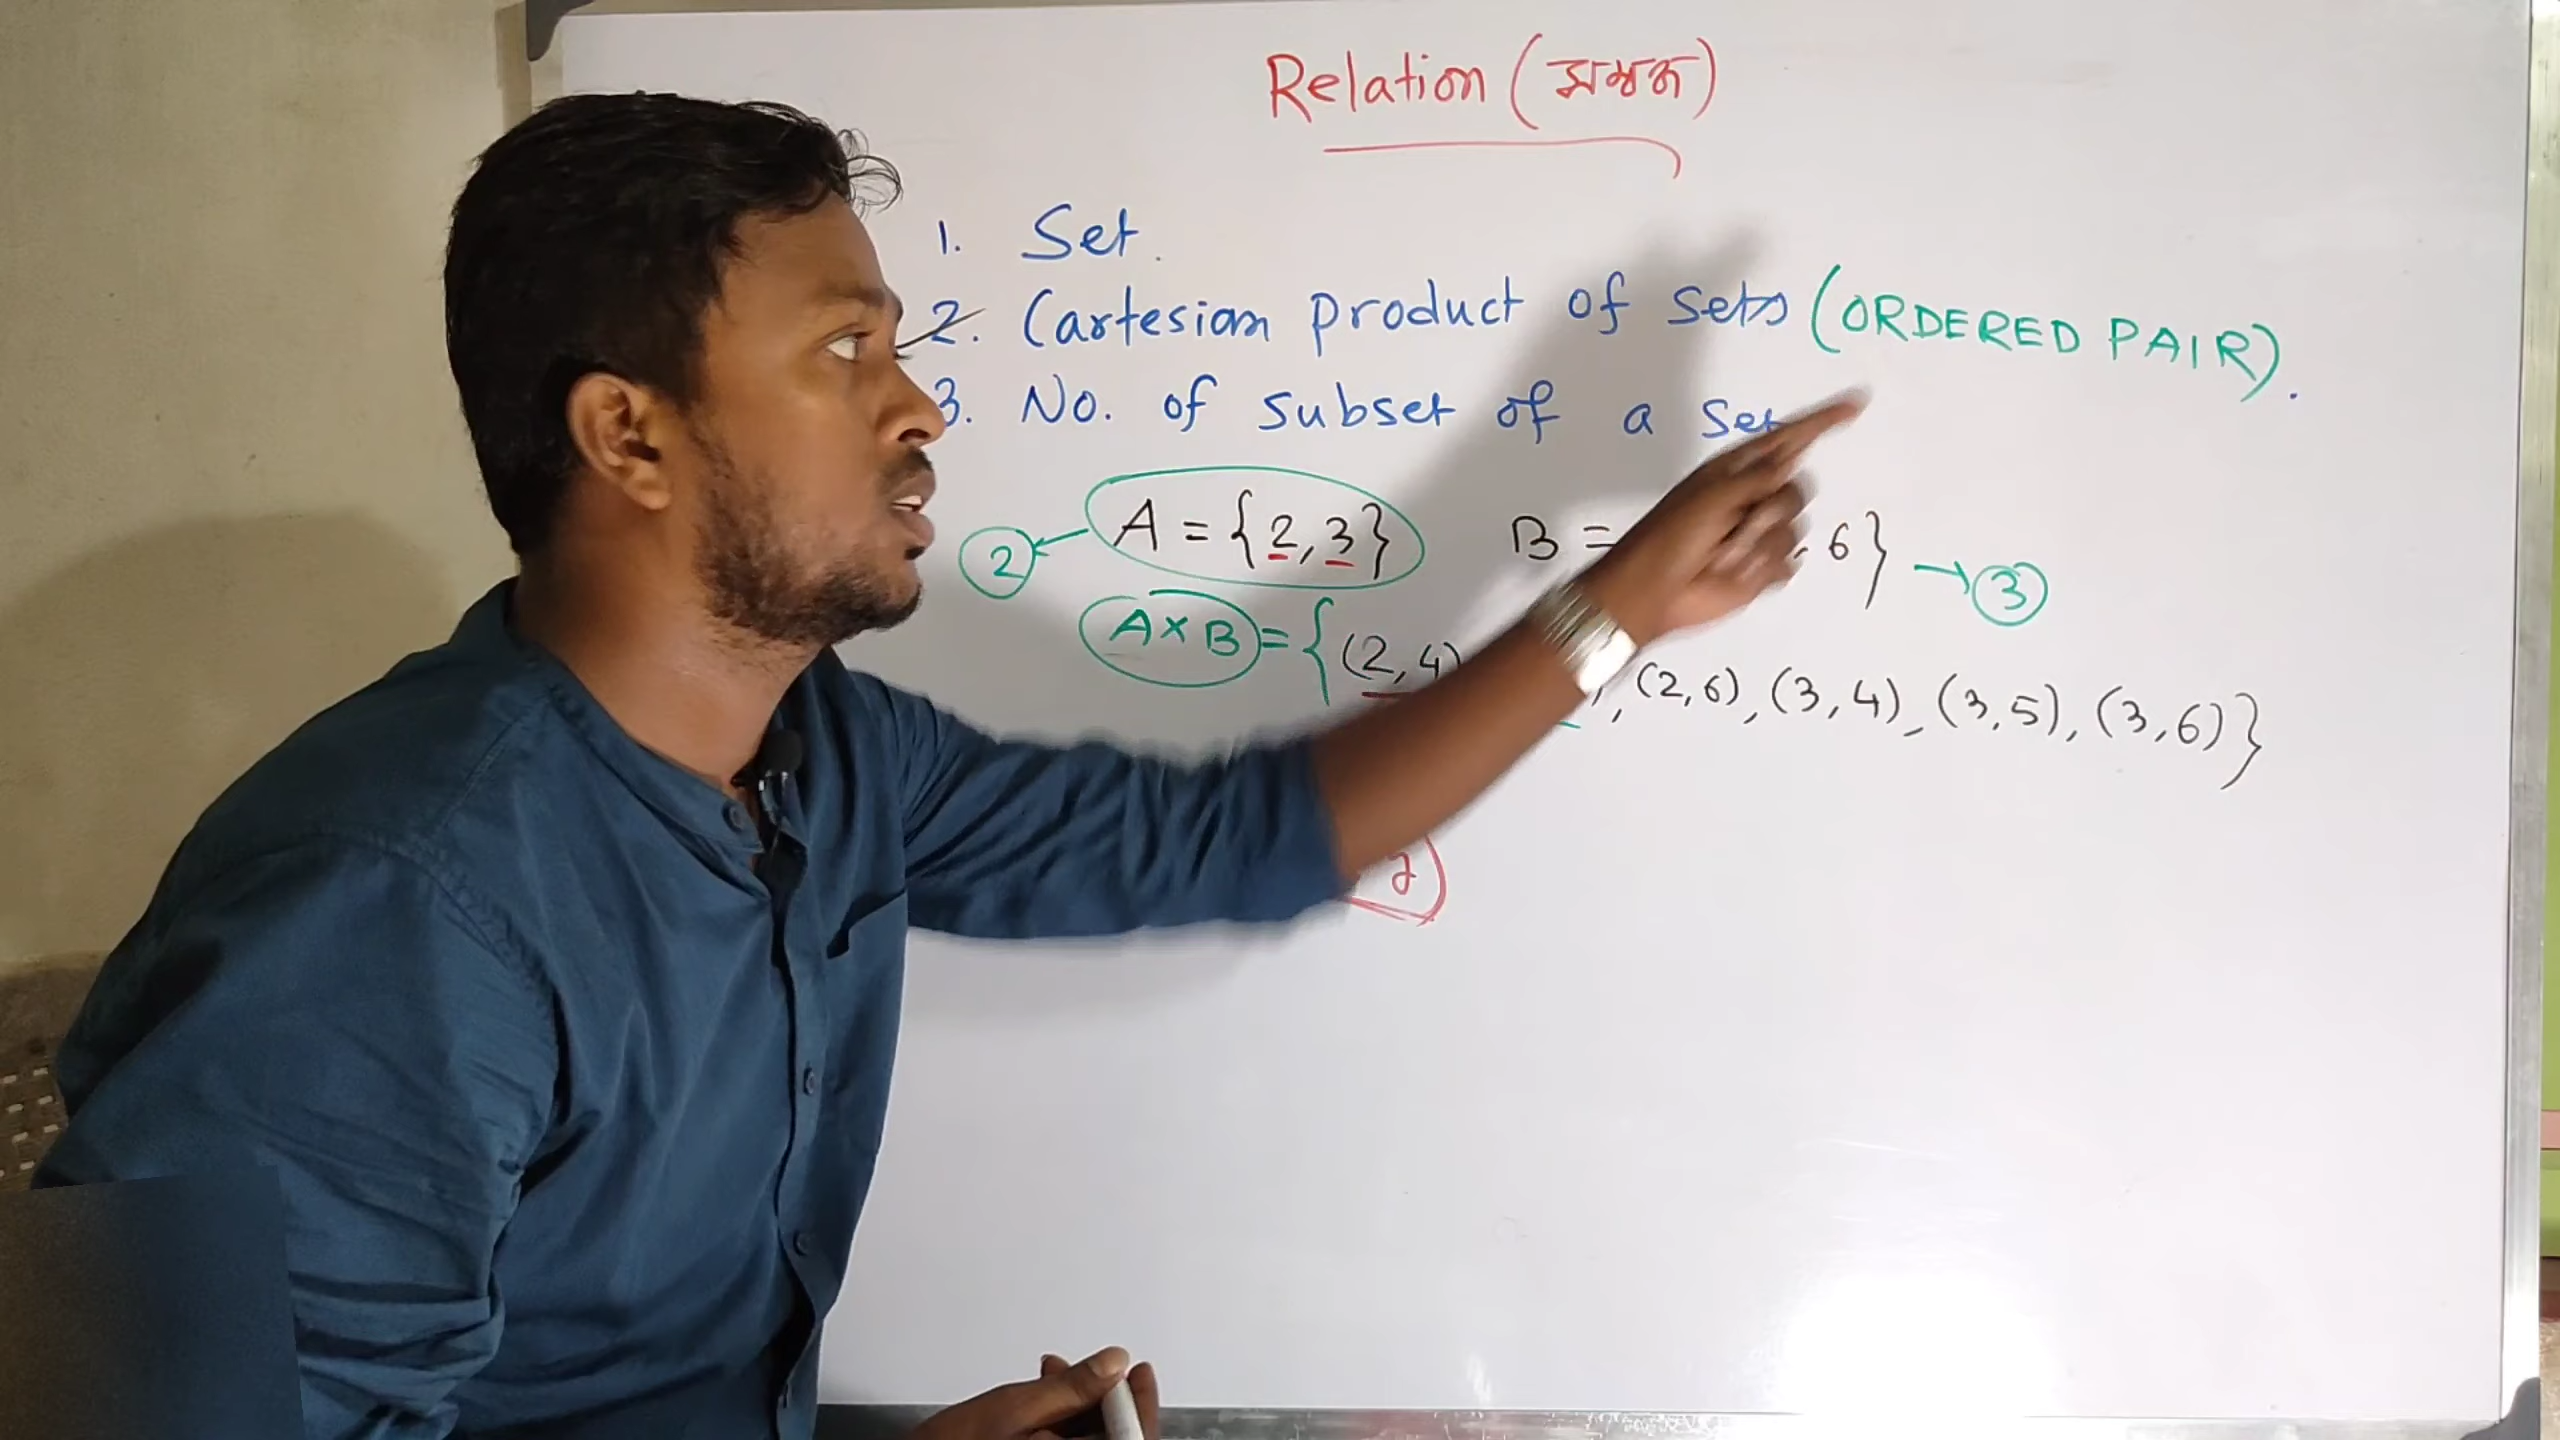 Relation (সম্বন্ধ)
1. Set.
2. Cartesian product of sets (ORDERED PAIR).
3. No. of subset of a set
2 ← A = {2,3} B = , 6} → 3
A×B = {(2,4) , (2,6), (3,4), (3,5), (3,6)}